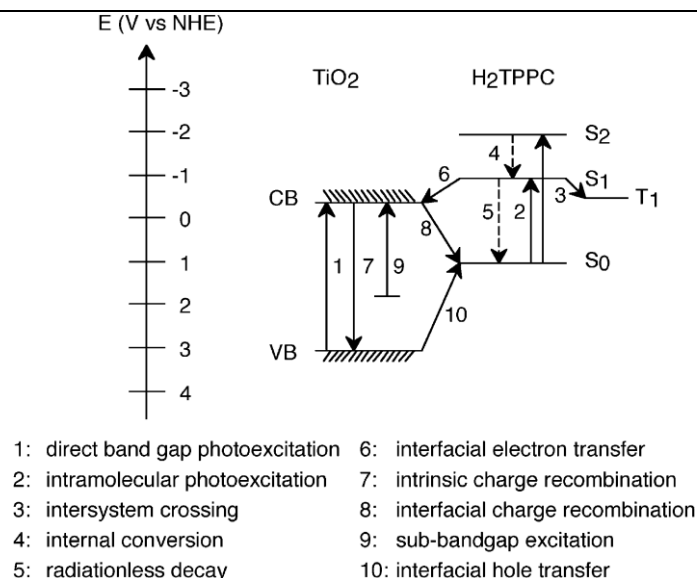 E (V vs NHE)
TiO2 H2TPPC
-3
-2
-1
0
1
2
3
4
CB
VB
S2
S1
T1
S0
4
6
3
5
2
8
1
7
9
10
1: direct band gap photoexcitation
2: intramolecular photoexcitation
3: intersystem crossing
4: internal conversion
5: radiationless decay
6: interfacial electron transfer
7: intrinsic charge recombination
8: interfacial charge recombination
9: sub-bandgap excitation
10: interfacial hole transfer